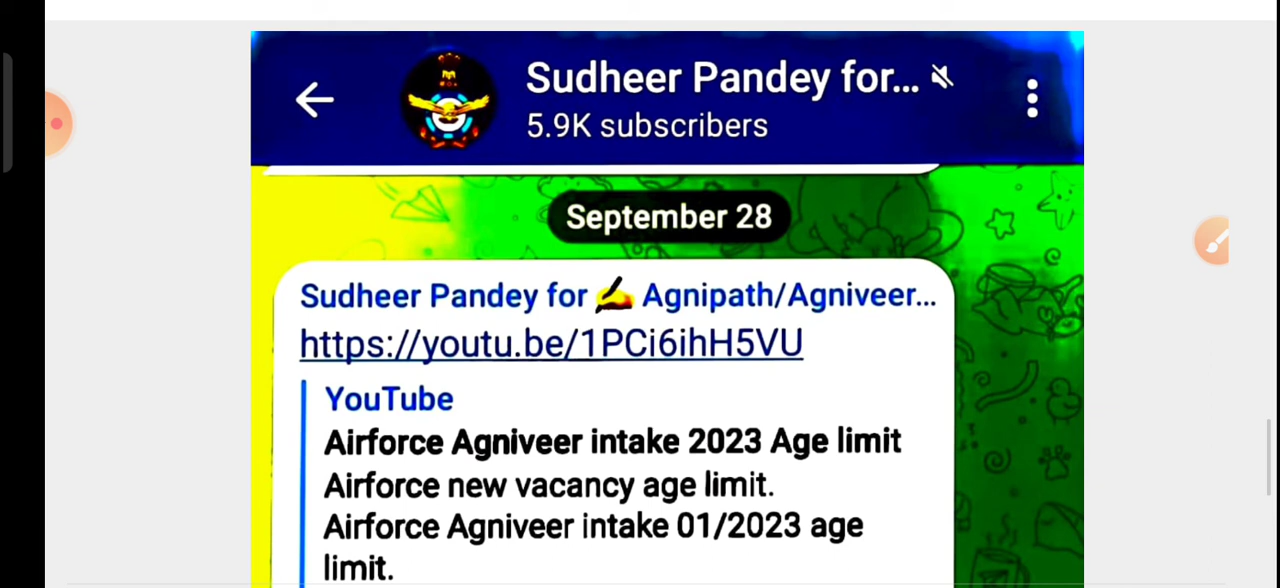 Sudheer Pandey for...
5.9K subscribers
September 28
Sudheer Pandey for ✍️ Agnipath/Agniveer...
https://youtu.be/1PCi6ihH5VU
YouTube
Airforce Agniveer intake 2023 Age limit
Airforce new vacancy age limit.
Airforce Agniveer intake 01/2023 age
limit.